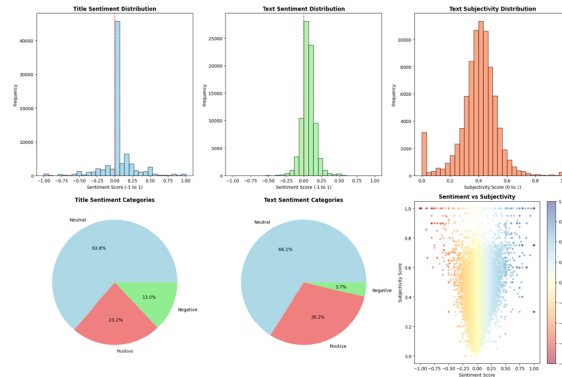 Title Sentiment Distribution
Frequency
40000
30000
20000
10000
0
-1.00 -0.75 -0.50 -0.25 0.00 0.25 0.50 0.75 1.00
Sentiment Score (-1 to 1)
Text Sentiment Distribution
Frequency
25000
20000
15000
10000
5000
0
-1.00 -0.75 -0.50 -0.25 0.00 0.25 0.50 0.75 1.00
Sentiment Score (-1 to 1)
Text Subjectivity Distribution
Frequency
10000
8000
6000
4000
2000
0
0.0 0.2 0.4 0.6 0.8
Subjectivity Score (0 to 1)
Title Sentiment Categories
Neutral
63.8%
13.0%
Negative
23.2%
Positive
Text Sentiment Categories
Neutral
66.1%
3.7%
Negative
30.2%
Positive
Sentiment vs Subjectivity
Subjectivity Score
1.0
0.8
0.6
0.4
0.2
0.0
-1.00 -0.75 -0.50 -0.25 0.00 0.25 0.50 0.75 1.00
Sentiment Score